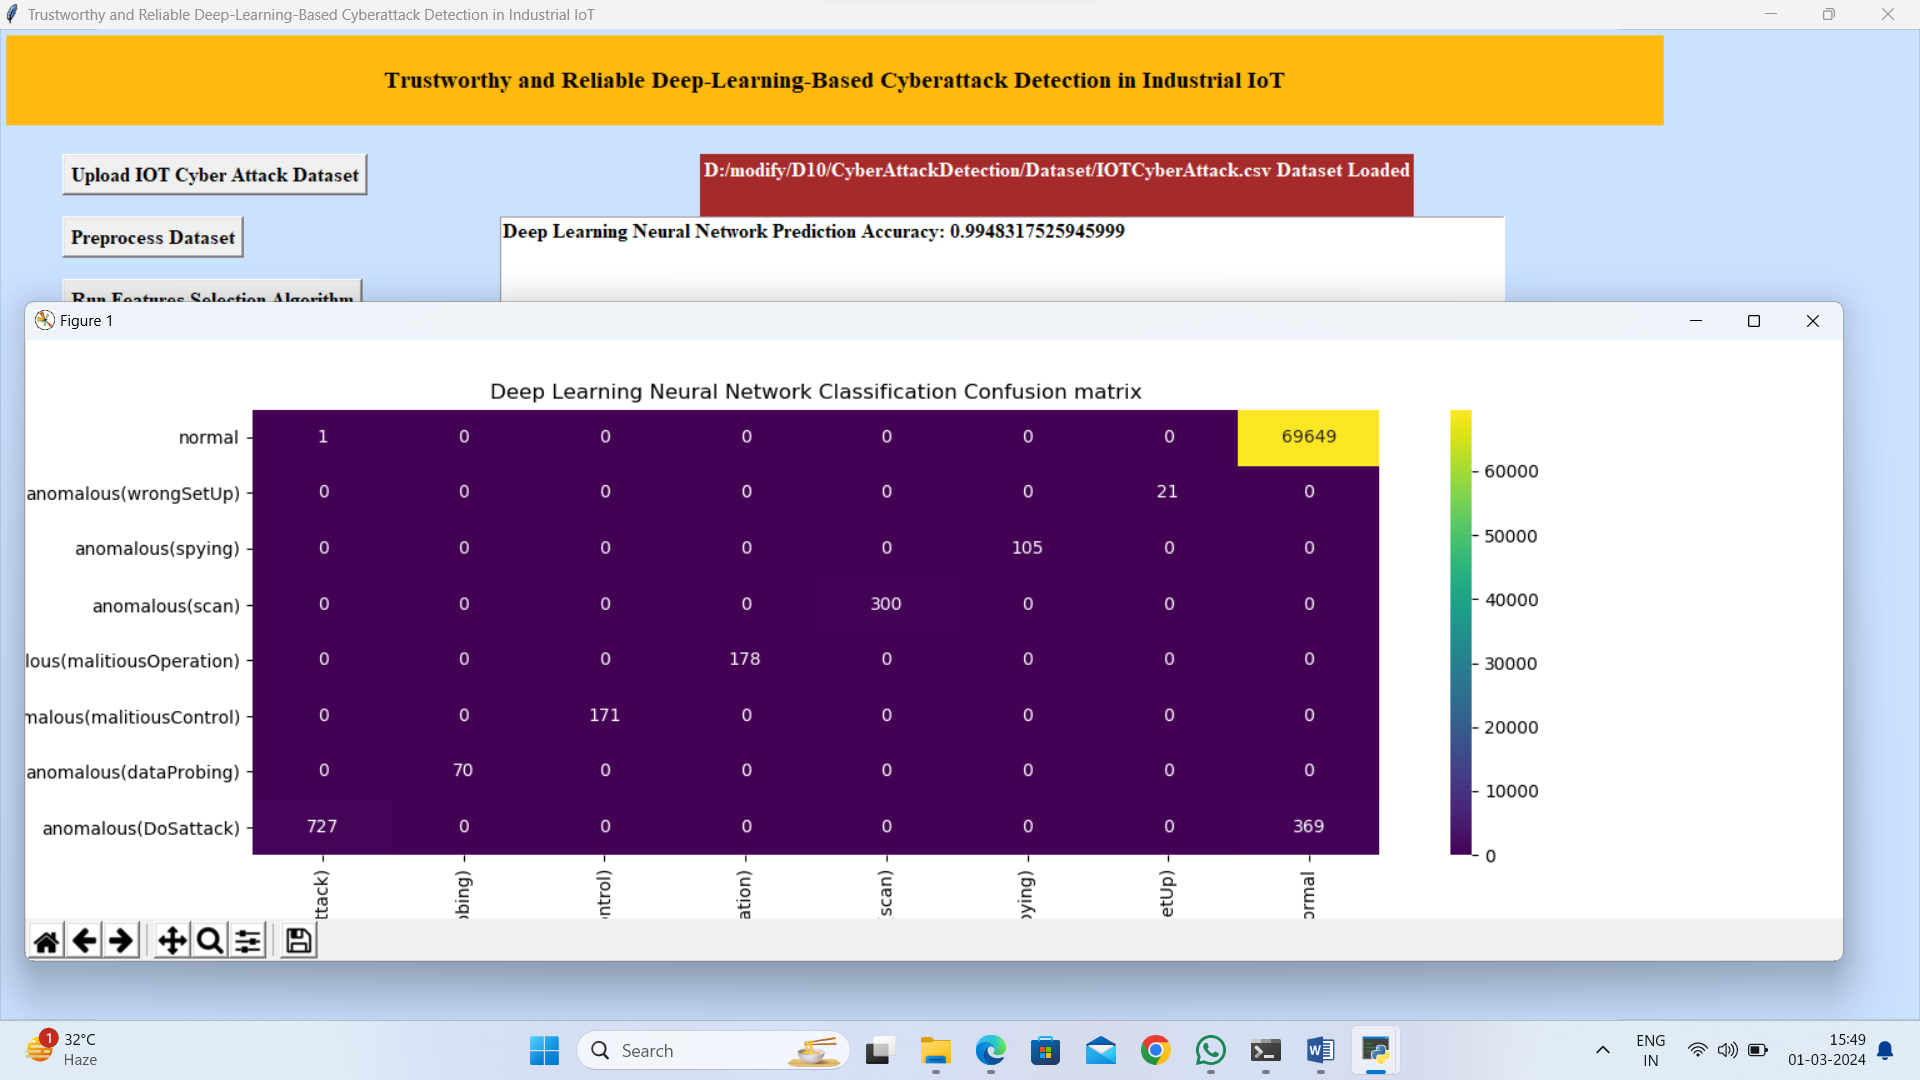 Trustworthy and Reliable Deep-Learning-Based Cyberattack Detection in Industrial IoT
Trustworthy and Reliable Deep-Learning-Based Cyberattack Detection in Industrial IoT
Upload IOT Cyber Attack Dataset
D:/modify/D10/CyberAttackDetection/Dataset/IOTCyberAttack.csv Dataset Loaded
Preprocess Dataset
Deep Learning Neural Network Prediction Accuracy: 0.9948317525945999
Run Features Selection Algorithm
Figure 1
Deep Learning Neural Network Classification Confusion matrix
normal 1 0 0 0 0 0 0 69649
anomalous(wrongSetUp) 0 0 0 0 0 0 21 0
anomalous(spying) 0 0 0 0 0 105 0 0
anomalous(scan) 0 0 0 0 300 0 0 0
lous(malitiousOperation) 0 0 0 178 0 0 0 0
malous(malitiousControl) 0 0 171 0 0 0 0 0
anomalous(dataProbing) 0 70 0 0 0 0 0 0
anomalous(DoSattack) 727 0 0 0 0 0 0 369
ttack)
bing)
ntrol)
ation)
scan)
ying)
etUp)
ormal
60000
50000
40000
30000
20000
10000
0
1
32°C
Haze
Search
ENG
IN
15:49
01-03-2024